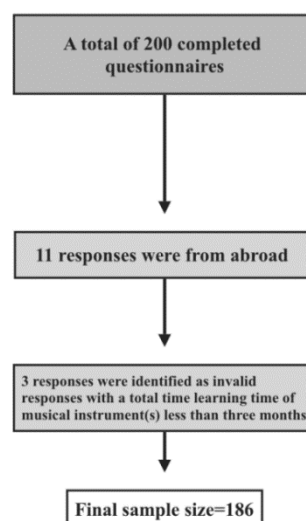 A total of 200 completed
questionnaires
11 responses were from abroad
3 responses were identified as invalid
responses with a total time learning time of
musical instrument(s) less than three months
Final sample size=186